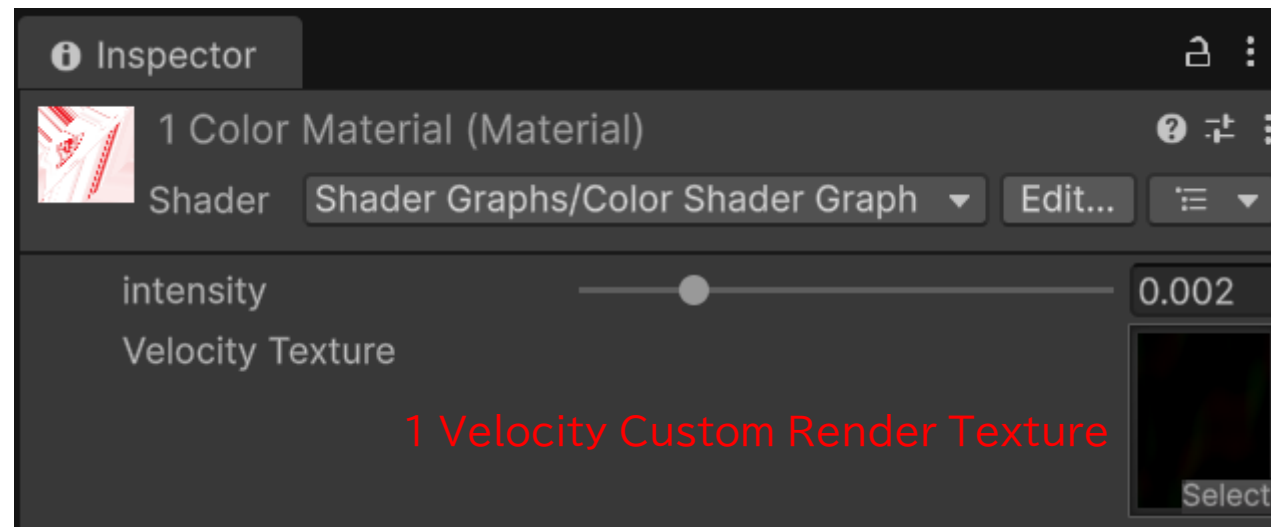 Inspector
1 Color Material (Material)
Shader Shader Graphs/Color Shader Graph Edit...
intensity 0.002
Velocity Texture
1 Velocity Custom Render Texture
Select